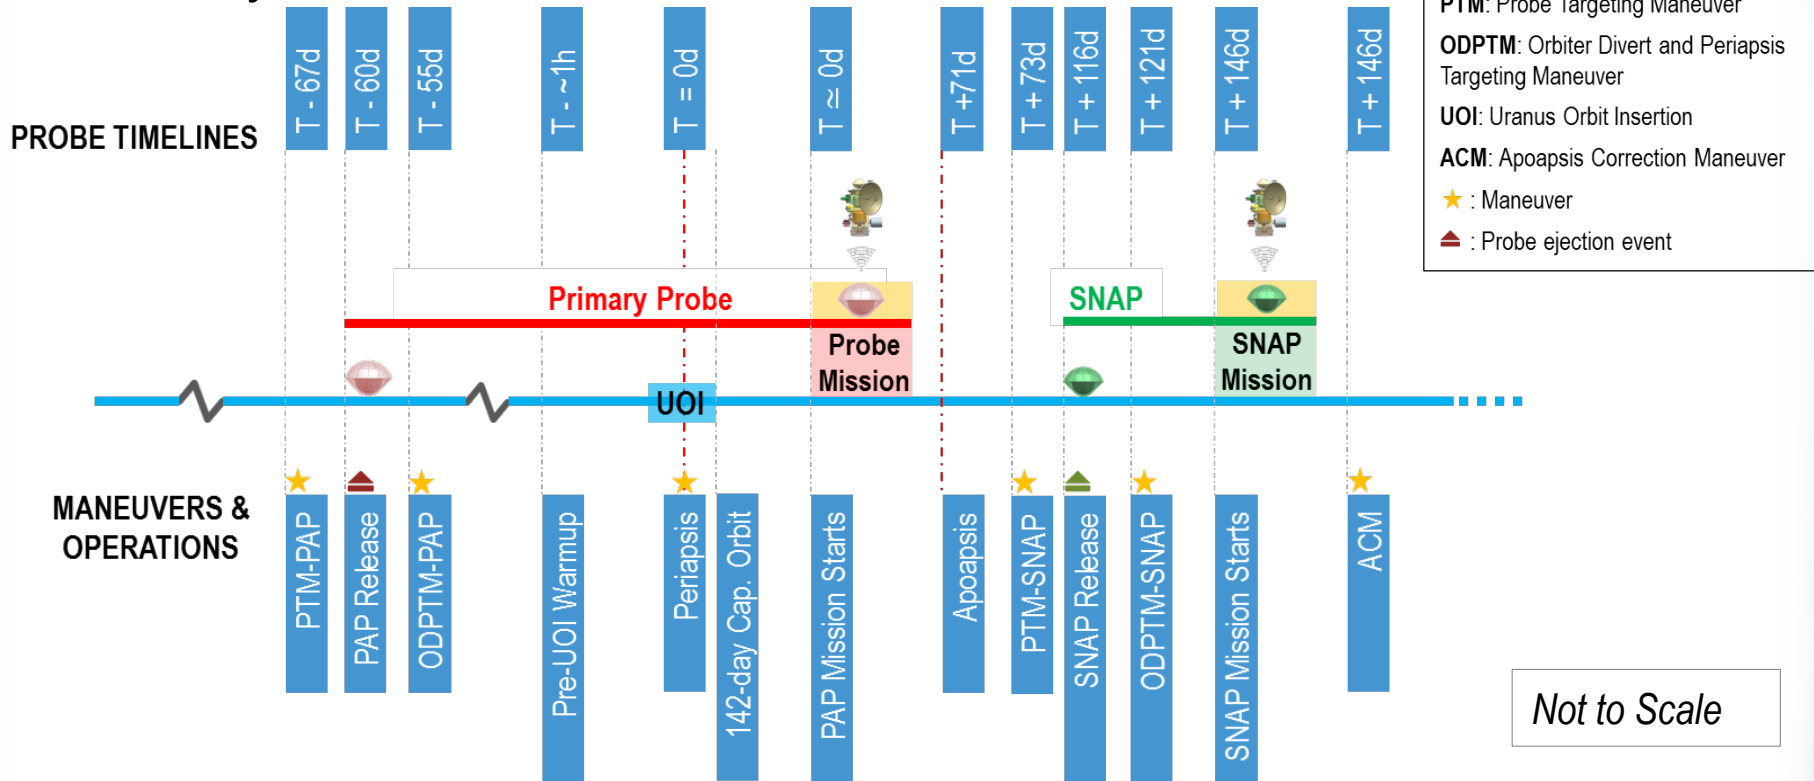 T - 67d
T - 60d
T - 55d
T - ~1h
T = 0d
T ≃ 0d
T +71d
T + 73d
T + 116d
T + 121d
T + 146d
T + 146d
PTM: Probe Targeting Maneuver
ODPTM: Orbiter Divert and Periapsis
Targeting Maneuver
UOI: Uranus Orbit Insertion
ACM: Apoapsis Correction Maneuver
: Maneuver
: Probe ejection event
PROBE TIMELINES
Primary Probe
SNAP
Probe
Mission
SNAP
Mission
UOI
MANEUVERS &
OPERATIONS
PTM-PAP
PAP Release
ODPTM-PAP
Pre-UOI Warmup
Periapsis
142-day Cap. Orbit
PAP Mission Starts
Apoapsis
PTM-SNAP
SNAP Release
ODPTM-SNAP
SNAP Mission Starts
ACM
Not to Scale